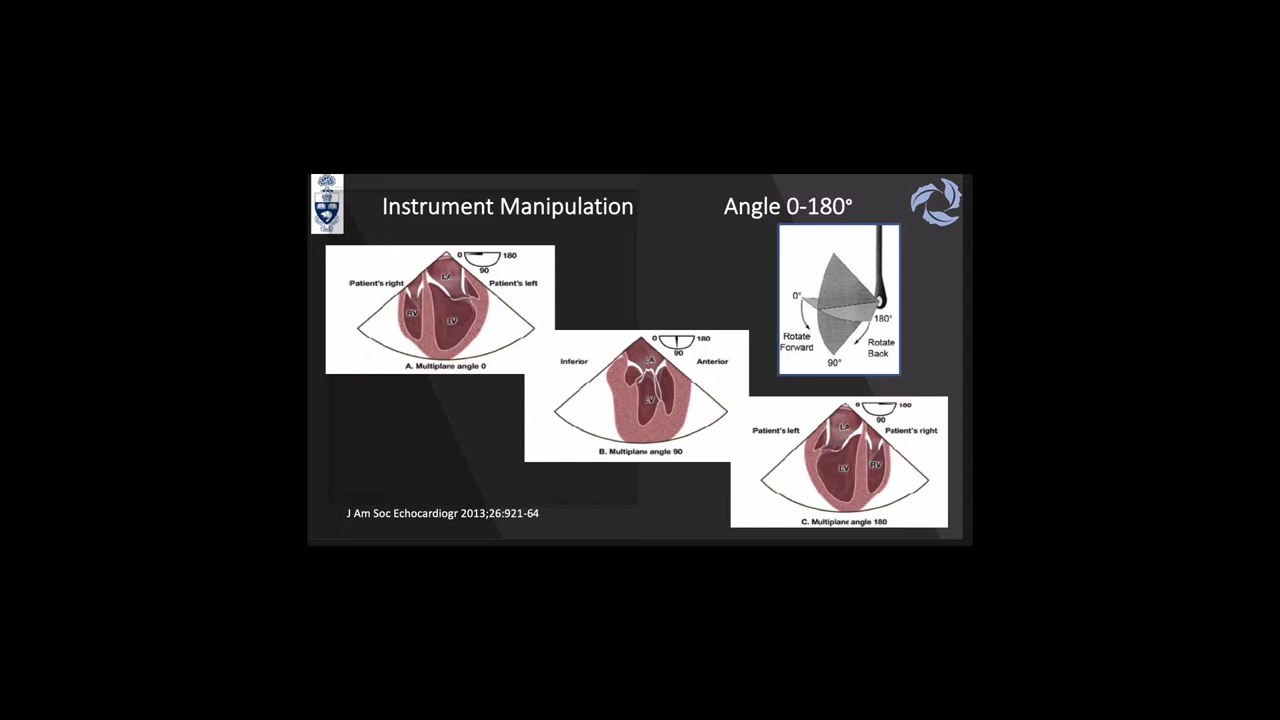 Instrument Manipulation
Angle 0-180°
0 180
90
Patient's right
Patient's left
LA
RV
LV
A. Multiplane angle 0
0 180
90
Inferior
Anterior
LA
LV
B. Multiplane angle 90
0°
180°
Rotate
Forward
Rotate
Back
90°
0 180
90
Patient's left
Patient's right
LA
LV
RV
C. Multiplane angle 180
J Am Soc Echocardiogr 2013;26:921-64